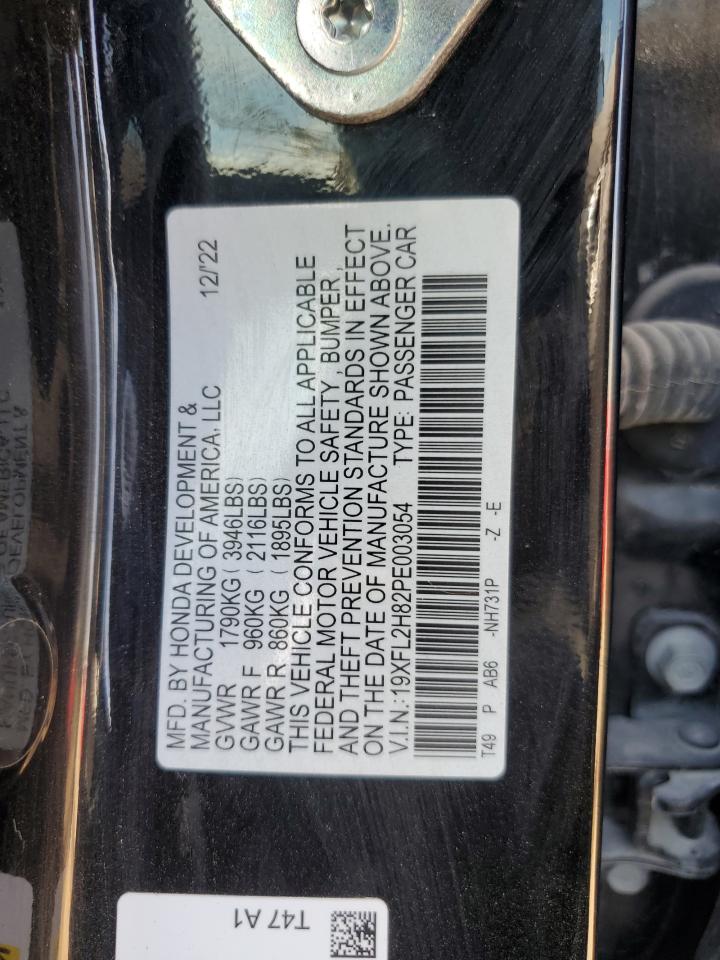 MFD. BY HONDA DEVELOPMENT &
MANUFACTURING OF AMERICA, LLC 12/'22
GVWR 1790KG ( 3946LBS)
GAWR F 960KG ( 2116LBS)
GAWR R 860KG ( 1895LBS)
THIS VEHICLE CONFORMS TO ALL APPLICABLE
FEDERAL MOTOR VEHICLE SAFETY, BUMPER,
AND THEFT PREVENTION STANDARDS IN EFFECT
ON THE DATE OF MANUFACTURE SHOWN ABOVE.
V.I.N.: 19XFL2H82PE003054 TYPE: PASSENGER CAR
T49 P AB6 -NH731P -Z -E
T47 A1